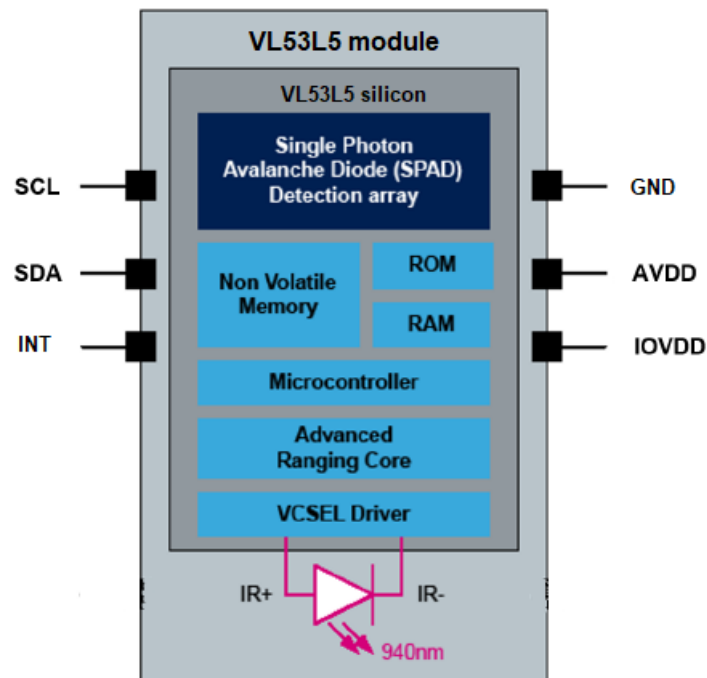 VL53L5 module
VL53L5 silicon
Single Photon
Avalanche Diode (SPAD)
Detection array
SCL
GND
SDA
Non Volatile
Memory
ROM
AVDD
INT
RAM
IOVDD
Microcontroller
Advanced
Ranging Core
VCSEL Driver
IR+
IR-
940nm